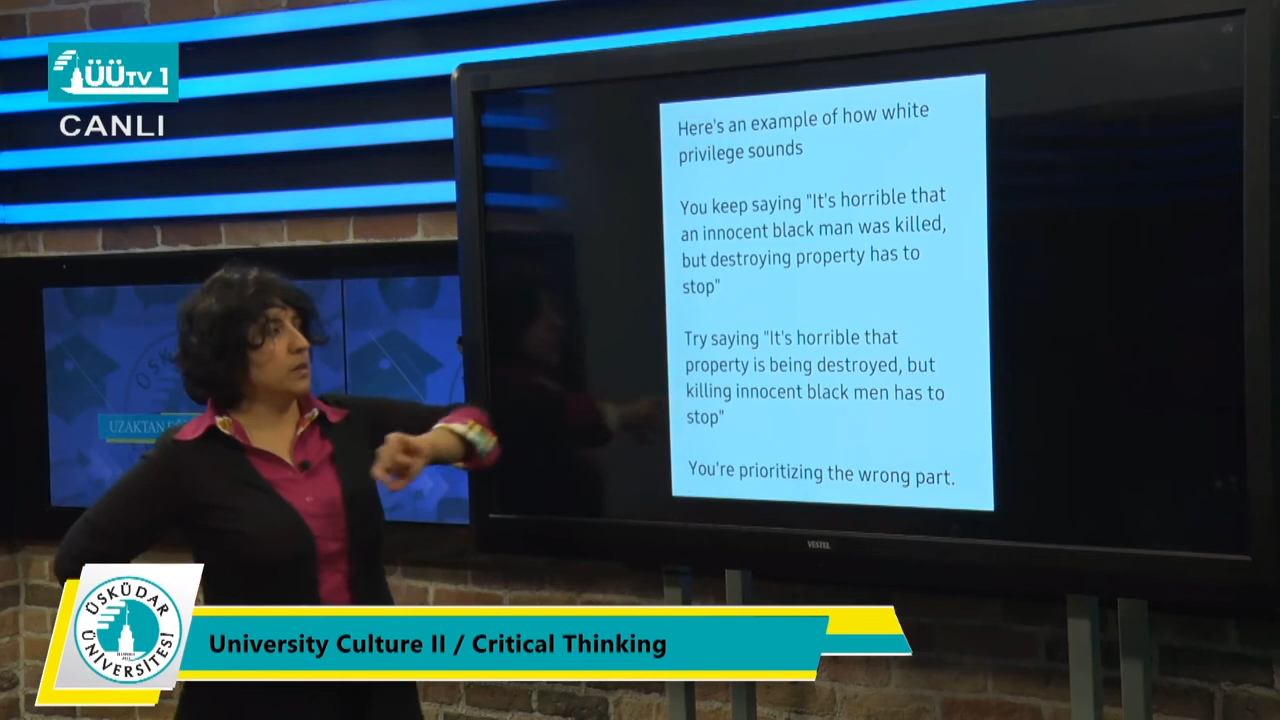 ÜÜTV 1
CANLI
Here's an example of how white
privilege sounds
You keep saying "It's horrible that
an innocent black man was killed,
but destroying property has to
stop"
Try saying "It's horrible that
property is being destroyed, but
killing innocent black men has to
stop"
You're prioritizing the wrong part.
VESTEL
UZAKTAN
ÜSKÜDAR
ÜNİVERSİTESİ
University Culture II / Critical Thinking